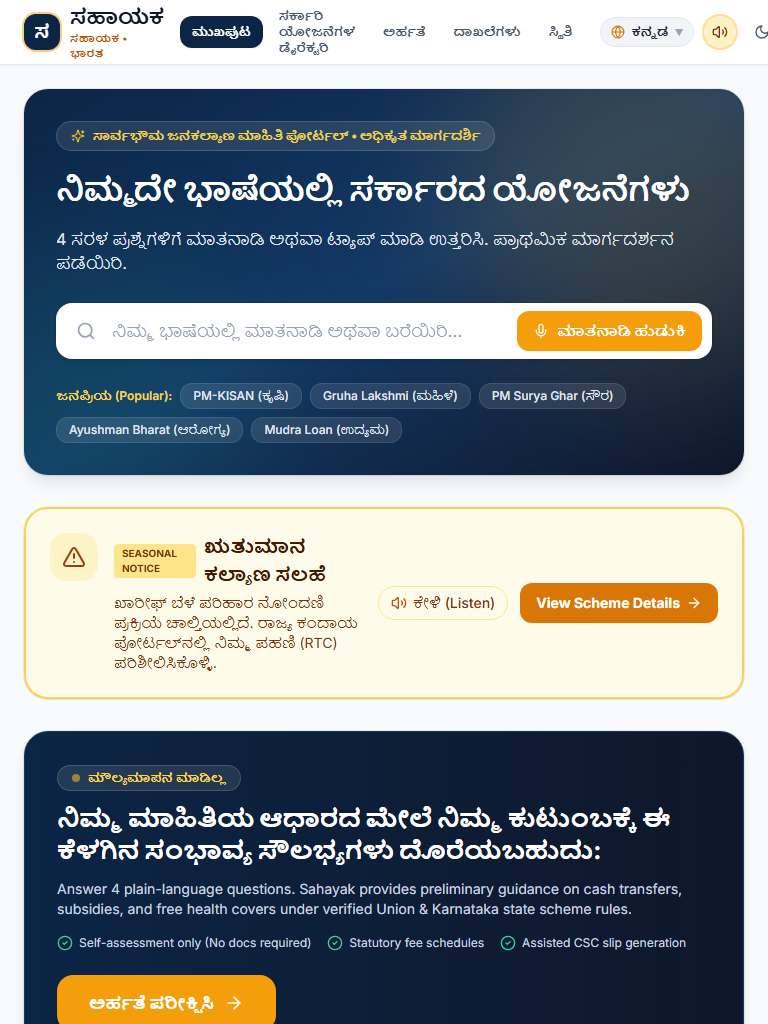 ಸ
ಸಹಾಯಕ
ಸಹಾಯಕ •
ಭಾರತ
ಮುಖಪುಟ
ಸರ್ಕಾರಿ
ಯೋಜನೆಗಳ
ಡೈರೆಕ್ಟರಿ
ಅರ್ಹತೆ
ದಾಖಲೆಗಳು
ಸ್ಥಿತಿ
ಕನ್ನಡ
ಸಾರ್ವಭೌಮ ಜನಕಲ್ಯಾಣ ಮಾಹಿತಿ ಪೋರ್ಟಲ್ • ಅಧಿಕೃತ ಮಾರ್ಗದರ್ಶಿ
ನಿಮ್ಮದೇ ಭಾಷೆಯಲ್ಲಿ ಸರ್ಕಾರದ ಯೋಜನೆಗಳು
4 ಸರಳ ಪ್ರಶ್ನೆಗಳಿಗೆ ಮಾತನಾಡಿ ಅಥವಾ ಟ್ಯಾಪ್ ಮಾಡಿ ಉತ್ತರಿಸಿ. ಪ್ರಾಥಮಿಕ ಮಾರ್ಗದರ್ಶನ
ಪಡೆಯಿರಿ.
ನಿಮ್ಮ ಭಾಷೆಯಲ್ಲಿ ಮಾತನಾಡಿ ಅಥವಾ ಬರೆಯಿರಿ...
ಮಾತನಾಡಿ ಹುಡುಕಿ
ಜನಪ್ರಿಯ (Popular):
PM-KISAN (ಕೃಷಿ)
Gruha Lakshmi (ಮಹಿಳೆ)
PM Surya Ghar (ಸೌರ)
Ayushman Bharat (ಆರೋಗ್ಯ)
Mudra Loan (ಉದ್ಯಮ)
SEASONAL
NOTICE
ಋತುಮಾನ
ಕಲ್ಯಾಣ ಸಲಹೆ
ಖಾರೀಫ್ ಬೆಳೆ ಪರಿಹಾರ ನೋಂದಣಿ
ಪ್ರಕ್ರಿಯೆ ಚಾಲ್ತಿಯಲ್ಲಿದೆ. ರಾಜ್ಯ ಕಂದಾಯ
ಪೋರ್ಟಲ್‌ನಲ್ಲಿ ನಿಮ್ಮ ಪಹಣಿ (RTC)
ಪರಿಶೀಲಿಸಿಕೊಳ್ಳಿ.
ಕೇಳಿ (Listen)
View Scheme Details
ಮೌಲ್ಯಮಾಪನ ಮಾಡಿಲ್ಲ
ನಿಮ್ಮ ಮಾಹಿತಿಯ ಆಧಾರದ ಮೇಲೆ ನಿಮ್ಮ ಕುಟುಂಬಕ್ಕೆ ಈ
ಕೆಳಗಿನ ಸಂಭಾವ್ಯ ಸೌಲಭ್ಯಗಳು ದೊರೆಯಬಹುದು:
Answer 4 plain-language questions. Sahayak provides preliminary guidance on cash transfers,
subsidies, and free health covers under verified Union & Karnataka state scheme rules.
Self-assessment only (No docs required)
Statutory fee schedules
Assisted CSC slip generation
ಅರ್ಹತೆ ಪರೀಕ್ಷಿಸಿ